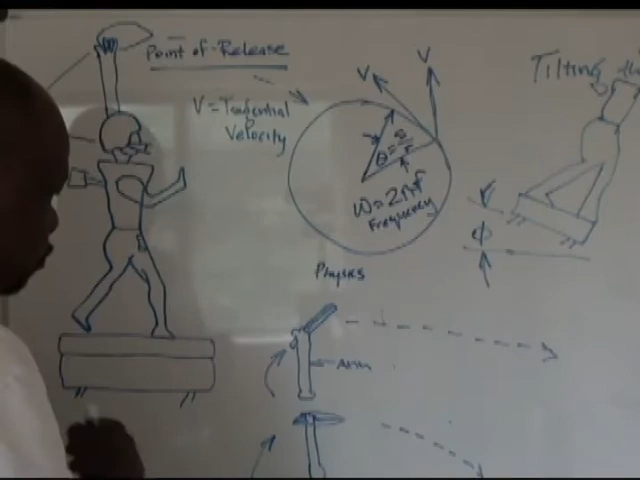 Point-of-Release
V = Tangential
Velocity
V
V
θ = s/r
ω = 2πf
Frequency
Physics
Arm
Tilting
ϕ